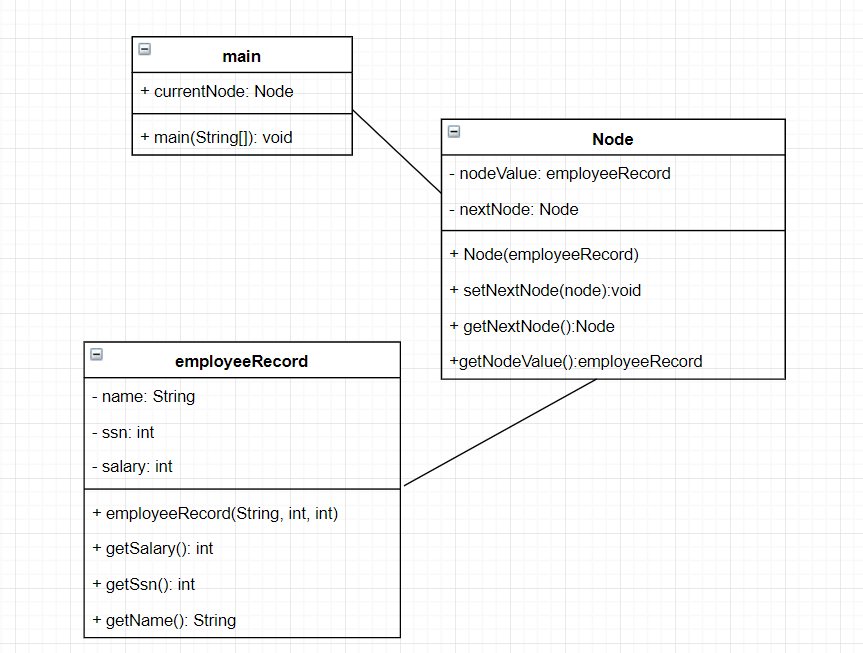 main
+ currentNode: Node
+ main(String[]): void
Node
- nodeValue: employeeRecord
- nextNode: Node
+ Node(employeeRecord)
+ setNextNode(node):void
+ getNextNode():Node
+getNodeValue():employeeRecord
employeeRecord
- name: String
- ssn: int
- salary: int
+ employeeRecord(String, int, int)
+ getSalary(): int
+ getSsn(): int
+ getName(): String